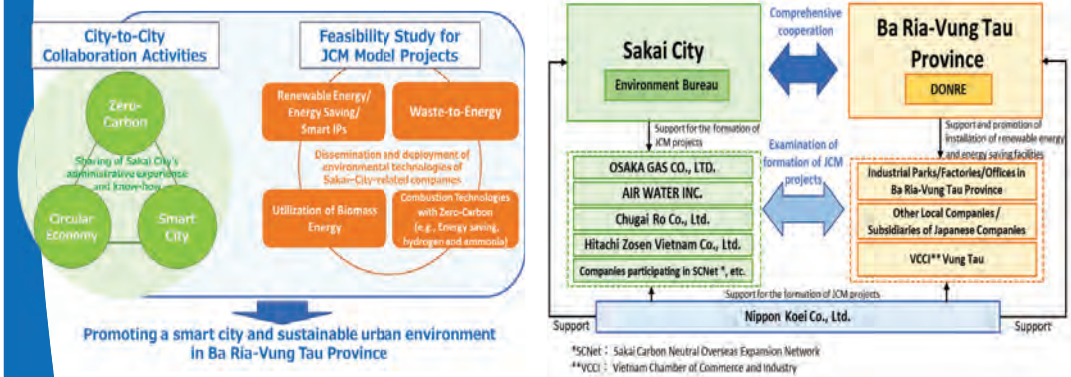 City-to-City
Collaboration Activities
Zero-
Carbon
Sharing of Sakai City's
administrative experience
and know-how
Circular
Economy
Smart
City
Feasibility Study for
JCM Model Projects
Renewable Energy/
Energy Saving/
Smart IPs
Waste-to-Energy
Dissemination and deployment of
environmental technologies of
Sakai-City-related companies
Utilization of Biomass
Energy
Combustion Technologies
with Zero-Carbon
(e.g., Energy saving,
hydrogen and ammonia)
Promoting a smart city and sustainable urban environment
in Ba Ria-Vung Tau Province
Sakai City
Environment Bureau
Comprehensive
cooperation
Ba Ria-Vung Tau
Province
DONRE
Support for the formation of
JCM projects
Support and promotion of
installation of renewable energy
and energy saving facilities
OSAKA GAS CO., LTD.
AIR WATER INC.
Chugai Ro Co., Ltd.
Hitachi Zosen Vietnam Co., Ltd.
Companies participating in SCNet *, etc.
Examination of
formation of JCM
projects
Industrial Parks/Factories/Offices in
Ba Ria-Vung Tau Province
Other Local Companies /
Subsidiaries of Japanese Companies
VCCI** Vung Tau
Support for the formation of JCM projects
Nippon Koei Co., Ltd.
Support
Support
*SCNet : Sakai Carbon Neutral Overseas Expansion Network
**VCCI : Vietnam Chamber of Commerce and Industry